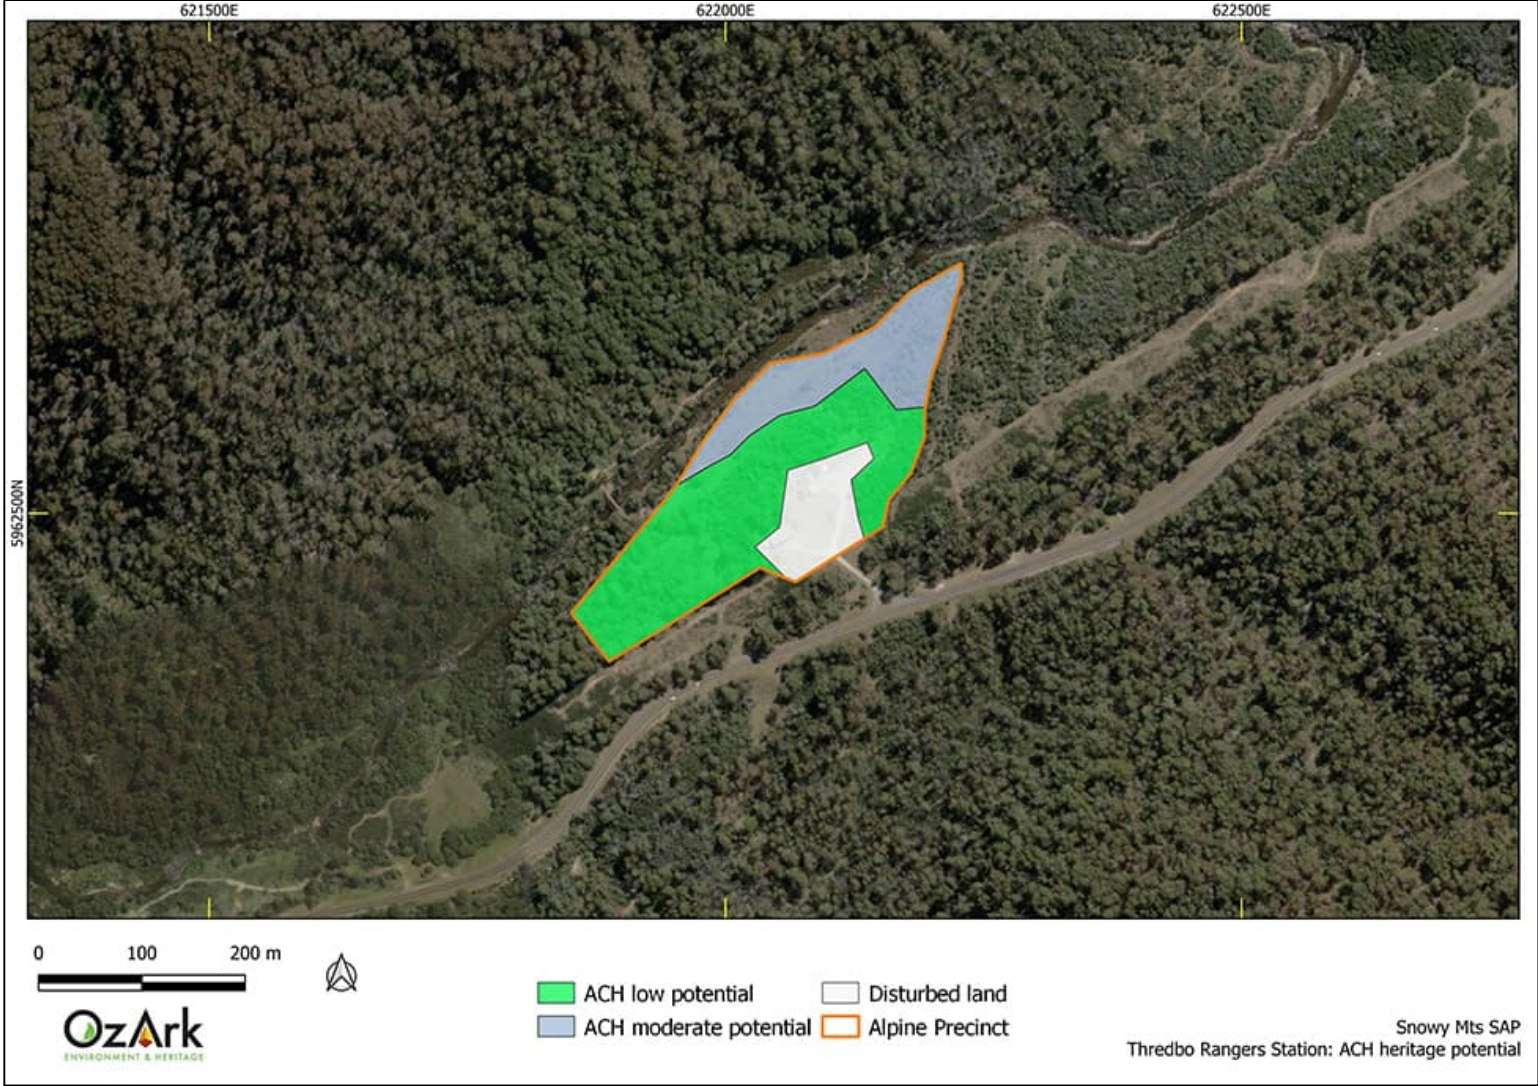 621500E
622000E
622500E
5962500N
0 100 200 m
ACH low potential
Disturbed land
ACH moderate potential
Alpine Precinct
OzArk
ENVIRONMENT & HERITAGE
Snowy Mts SAP
Thredbo Rangers Station: ACH heritage potential